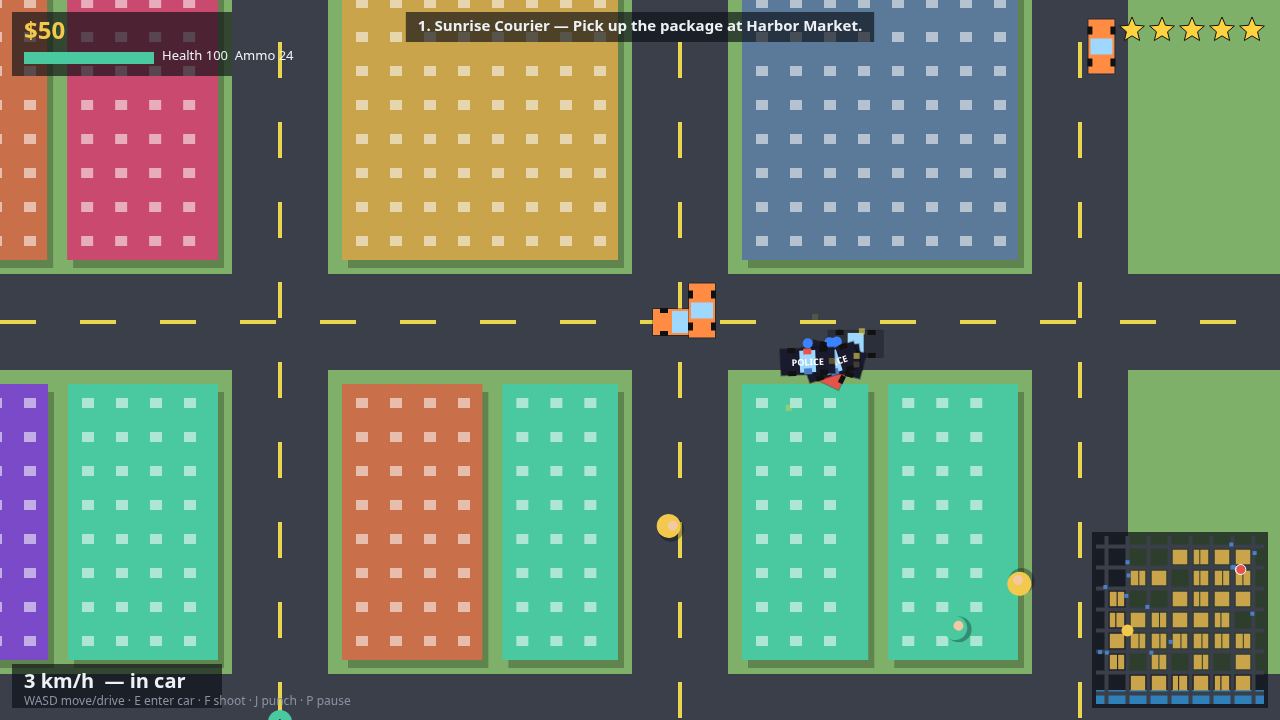 $50
1. Sunrise Courier — Pick up the package at Harbor Market.
Health 100 Ammo 24
POLICE
CE
3 km/h — in car
WASD move/drive · E enter car · F shoot · J punch · P pause